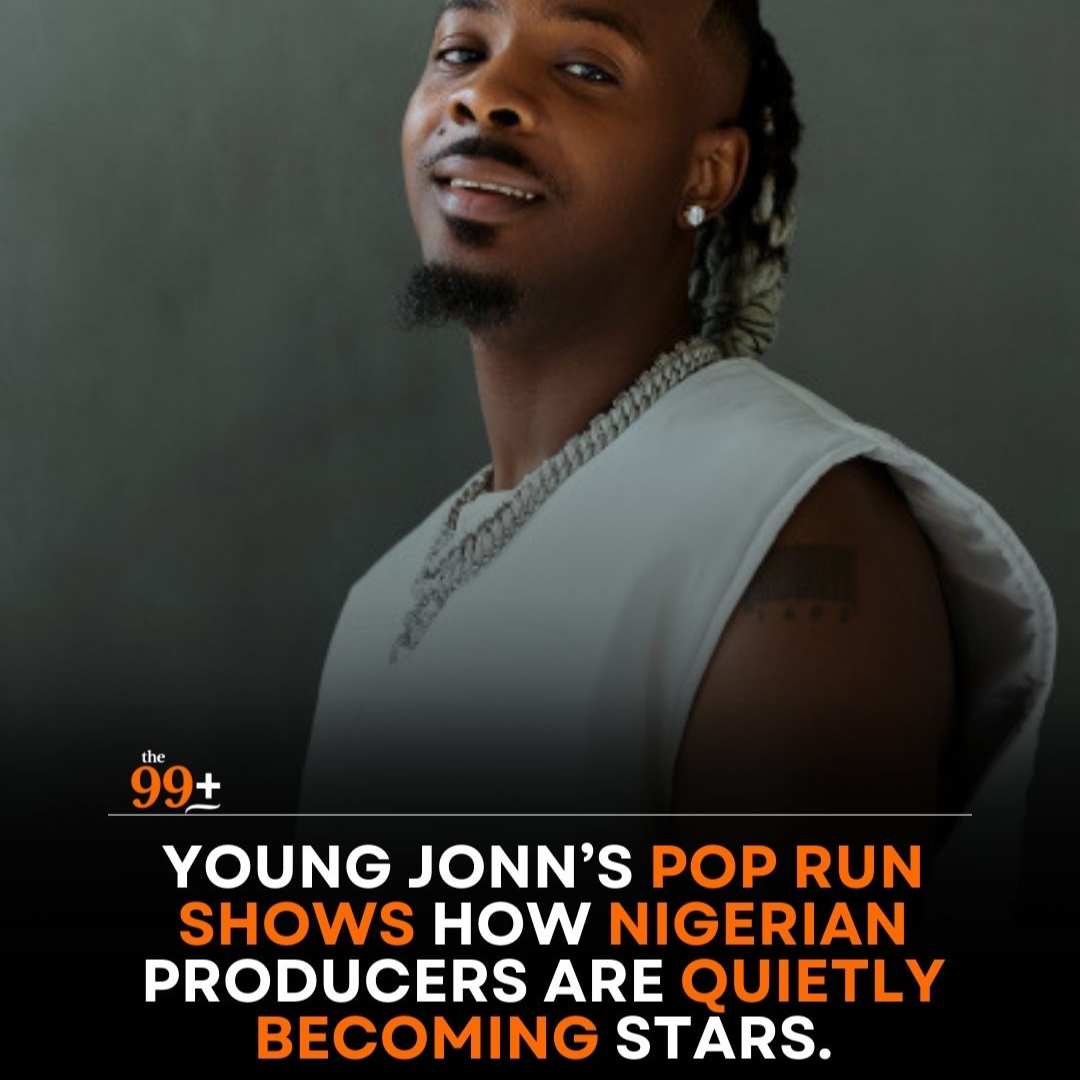 the
99+
YOUNG JONN’S POP RUN
SHOWS HOW NIGERIAN
PRODUCERS ARE QUIETLY
BECOMING STARS.